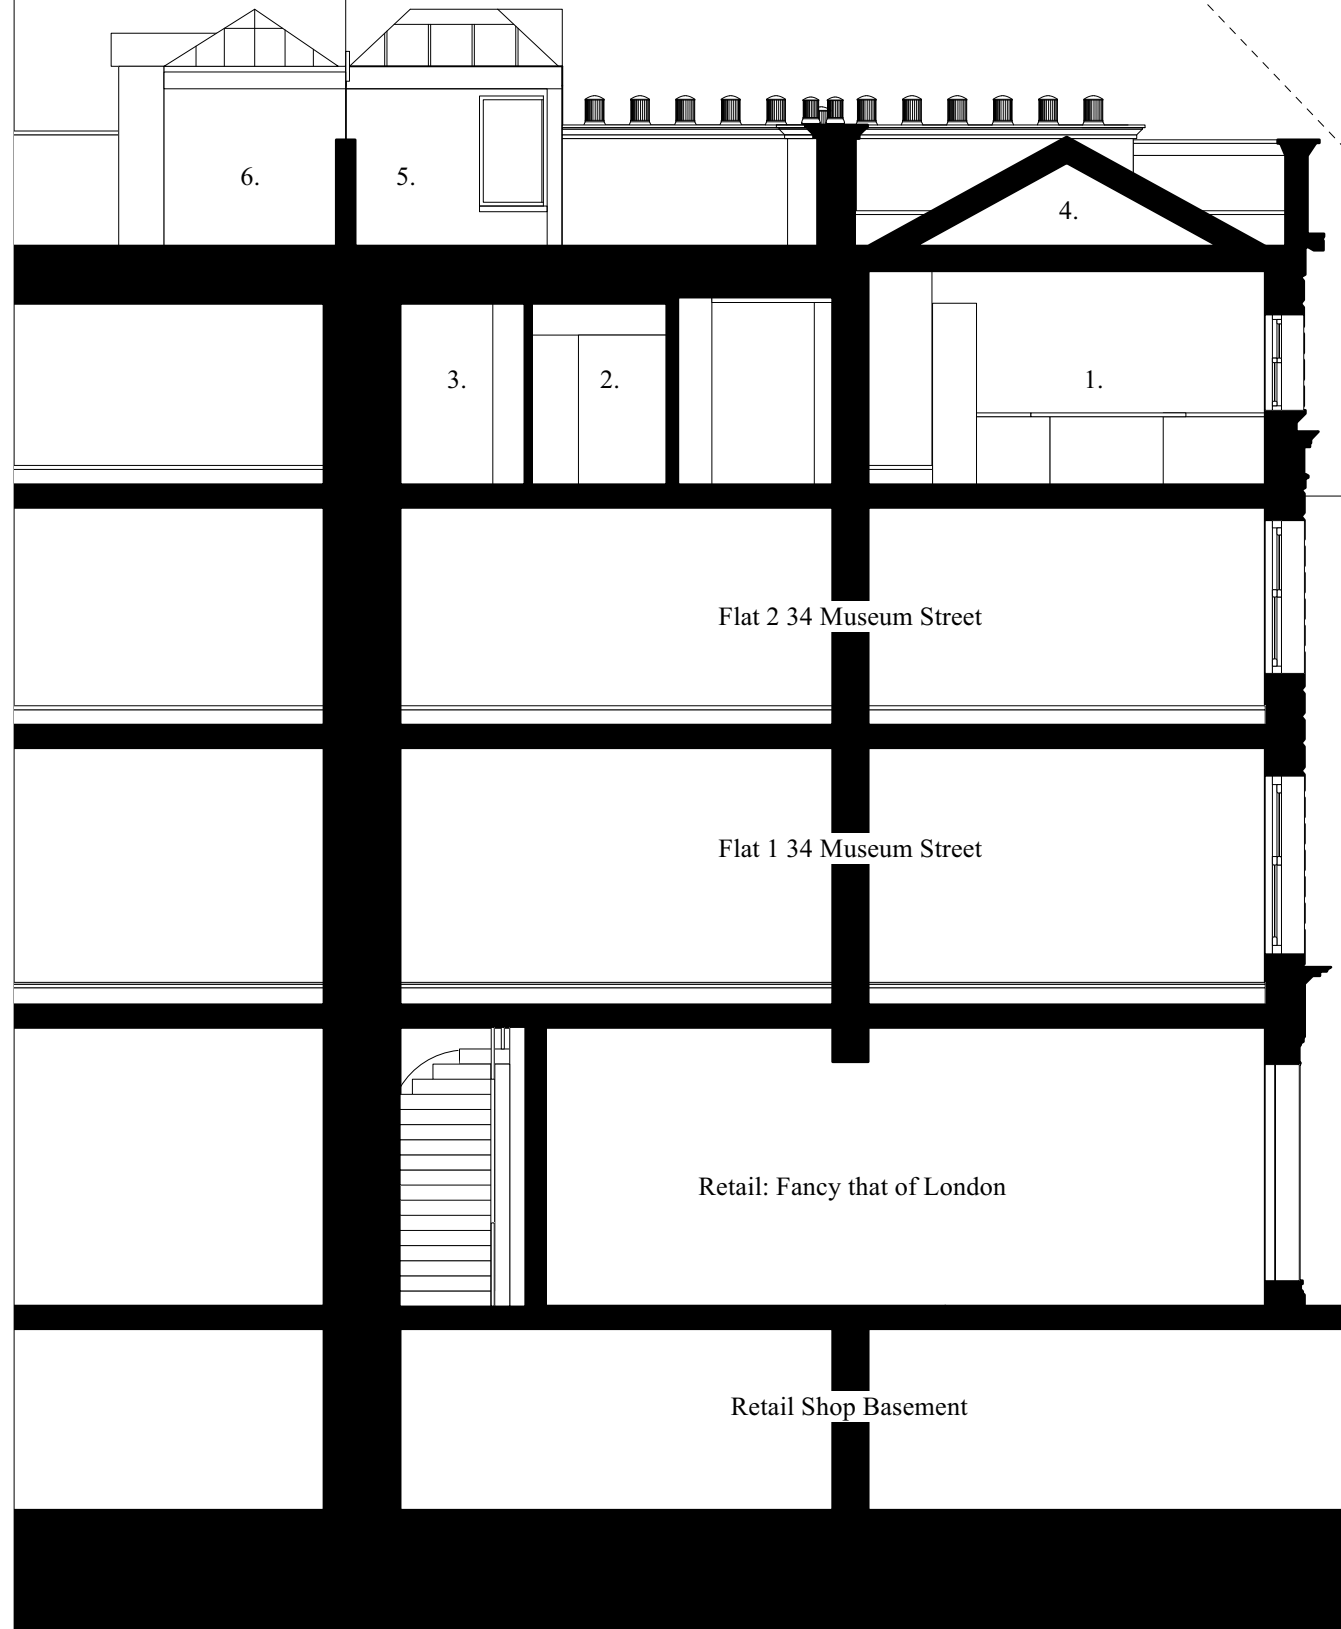 6.
5.
4.
3.
2.
1.
Flat 2 34 Museum Street
Flat 1 34 Museum Street
Retail: Fancy that of London
Retail Shop Basement